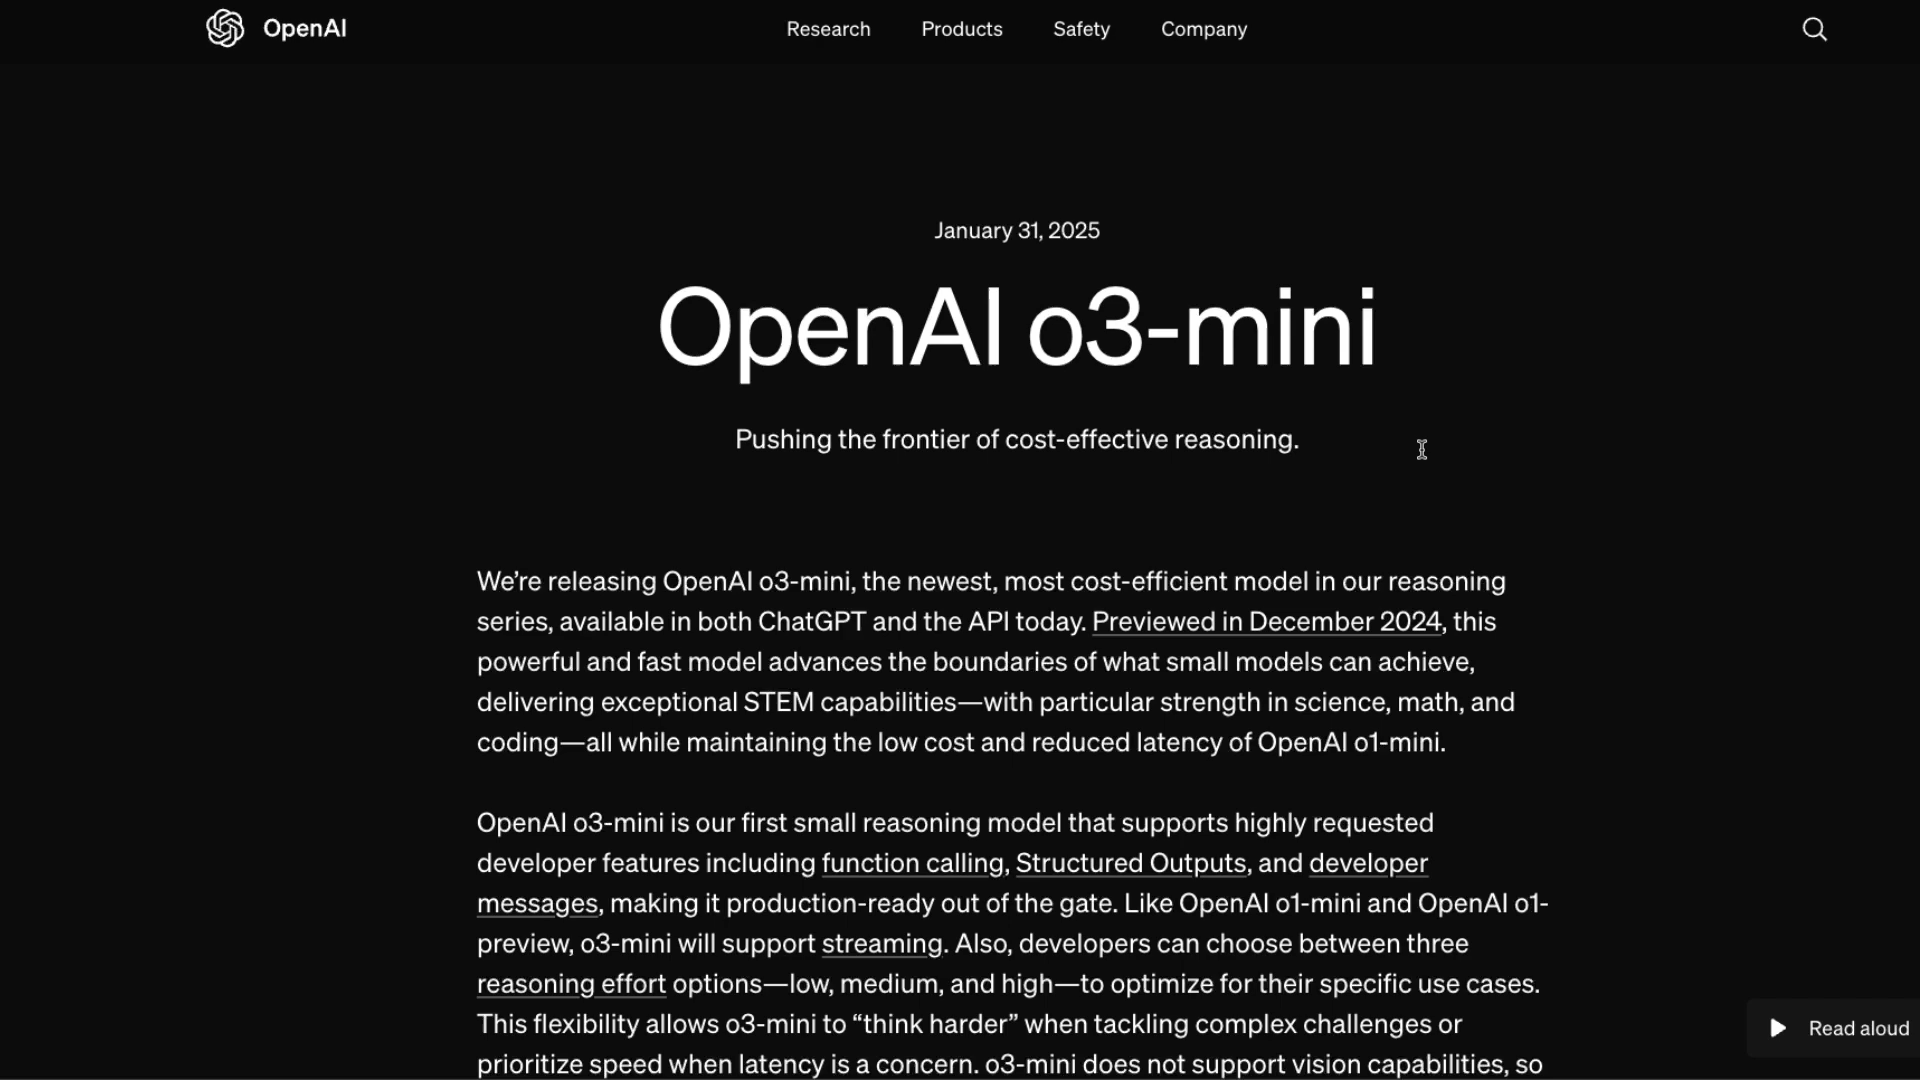 OpenAI
Research Products Safety Company
January 31, 2025
OpenAI o3-mini
Pushing the frontier of cost-effective reasoning.
We’re releasing OpenAI o3-mini, the newest, most cost-efficient model in our reasoning
series, available in both ChatGPT and the API today. Previewed in December 2024, this
powerful and fast model advances the boundaries of what small models can achieve,
delivering exceptional STEM capabilities—with particular strength in science, math, and
coding—all while maintaining the low cost and reduced latency of OpenAI o1-mini.
OpenAI o3-mini is our first small reasoning model that supports highly requested
developer features including function calling, Structured Outputs, and developer
messages, making it production-ready out of the gate. Like OpenAI o1-mini and OpenAI o1-
preview, o3-mini will support streaming. Also, developers can choose between three
reasoning effort options—low, medium, and high—to optimize for their specific use cases.
This flexibility allows o3-mini to “think harder” when tackling complex challenges or
prioritize speed when latency is a concern. o3-mini does not support vision capabilities, so
Read aloud